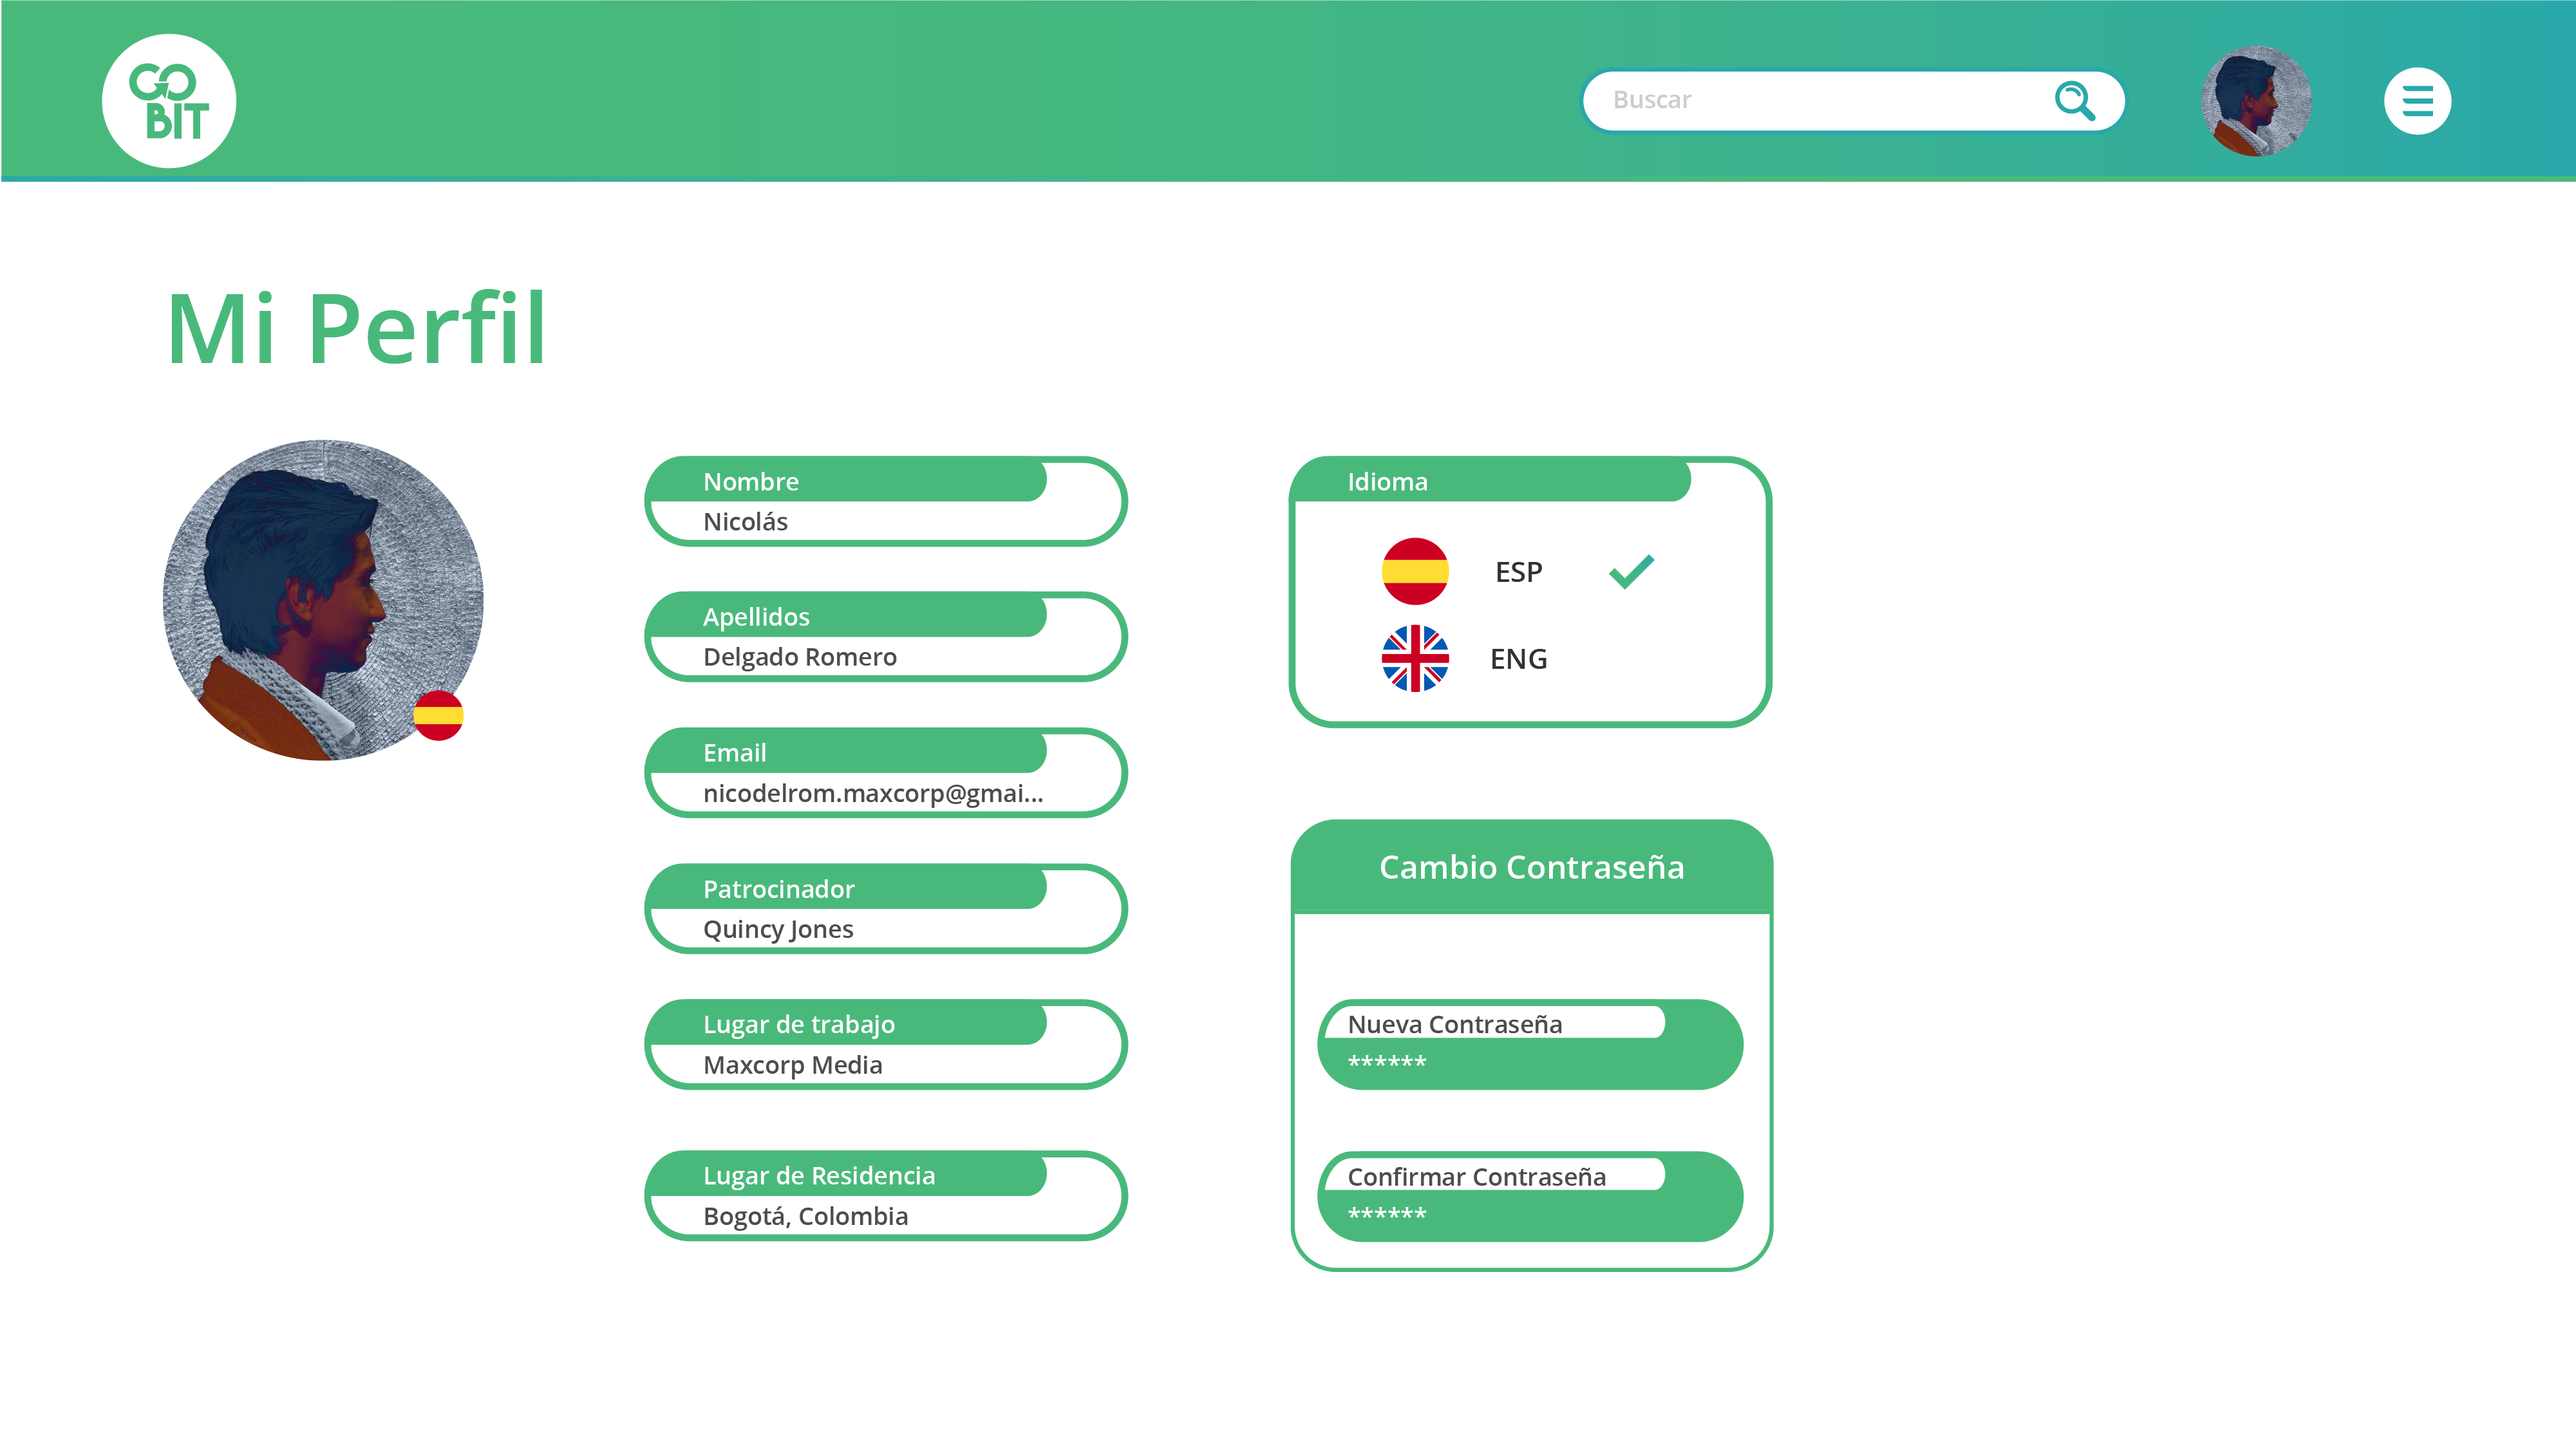 GO
BIT
Buscar
Mi Perfil
Nombre
Nicolás
Apellidos
Delgado Romero
Email
nicodelrom.maxcorp@gmai...
Patrocinador
Quincy Jones
Lugar de trabajo
Maxcorp Media
Lugar de Residencia
Bogotá, Colombia
Idioma
ESP
ENG
Cambio Contraseña
Nueva Contraseña
******
Confirmar Contraseña
******